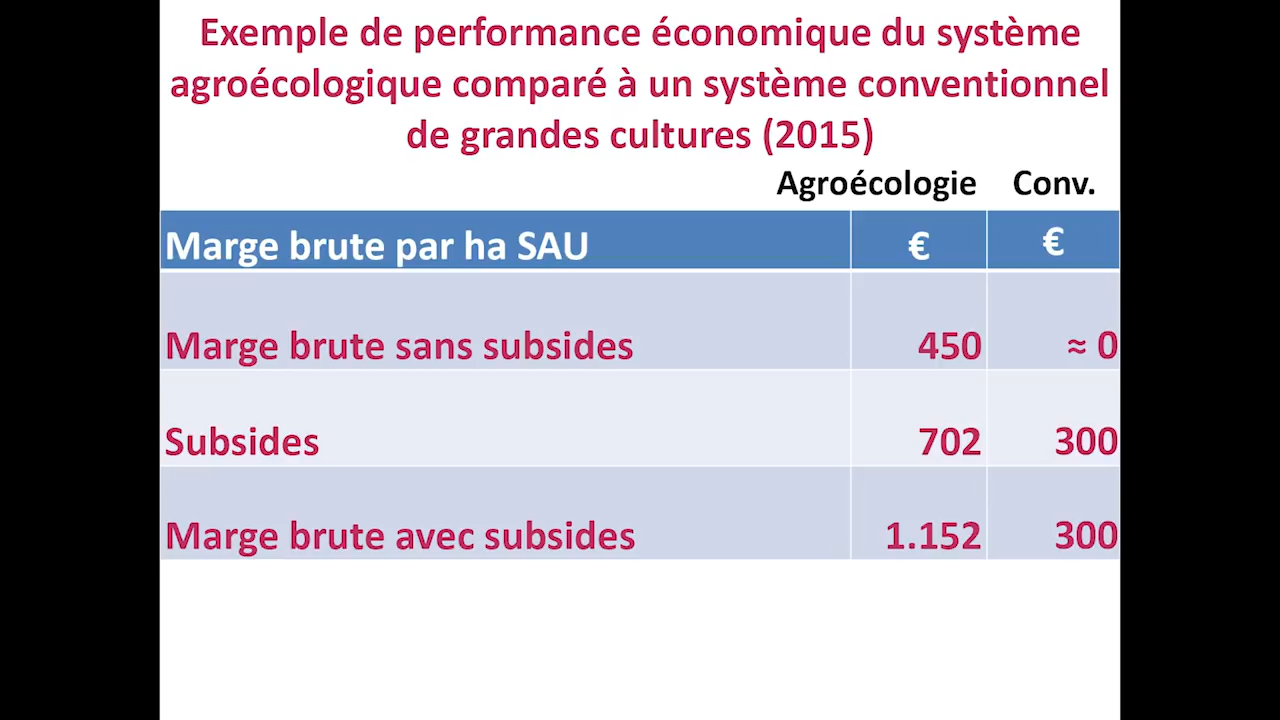 Exemple de performance économique du système
agroécologique comparé à un système conventionnel
de grandes cultures (2015)
Agroécologie Conv.
Marge brute par ha SAU € €
Marge brute sans subsides 450 ≈ 0
Subsides 702 300
Marge brute avec subsides 1.152 300